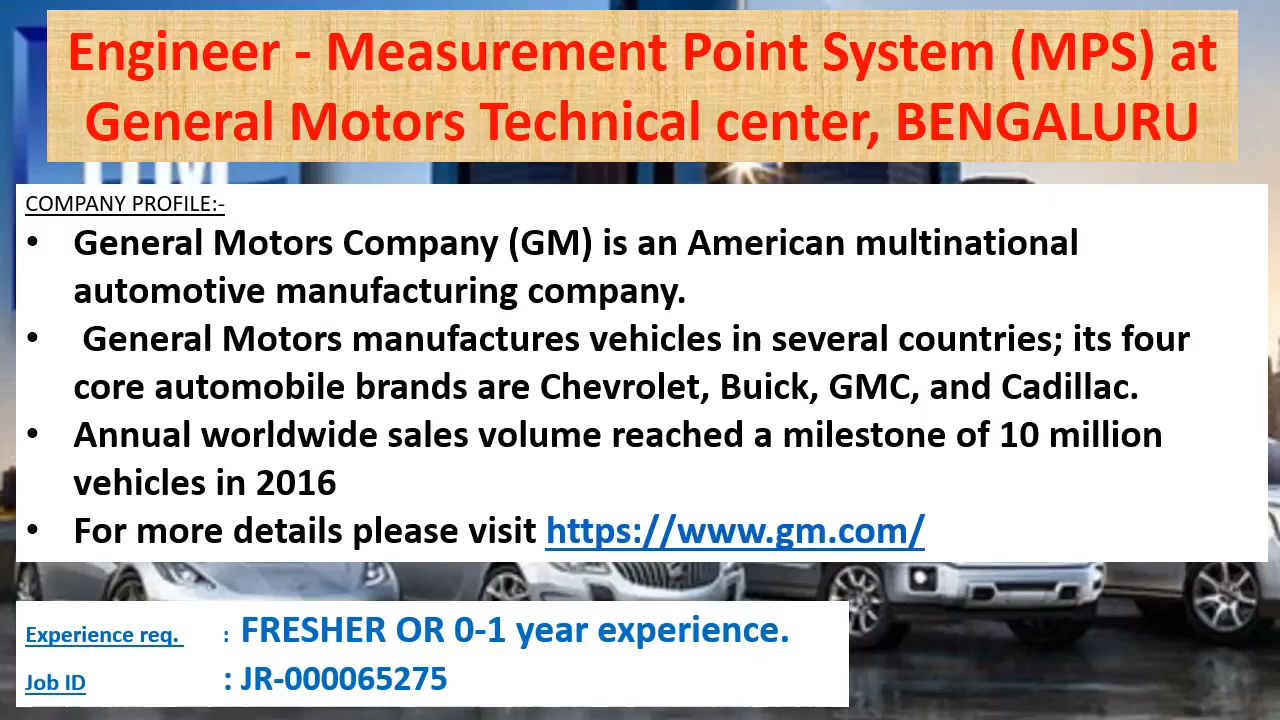 Engineer - Measurement Point System (MPS) at
General Motors Technical center, BENGALURU
COMPANY PROFILE:-
• General Motors Company (GM) is an American multinational
automotive manufacturing company.
• General Motors manufactures vehicles in several countries; its four
core automobile brands are Chevrolet, Buick, GMC, and Cadillac.
• Annual worldwide sales volume reached a milestone of 10 million
vehicles in 2016
• For more details please visit https://www.gm.com/
Experience req. : FRESHER OR 0-1 year experience.
Job ID : JR-000065275